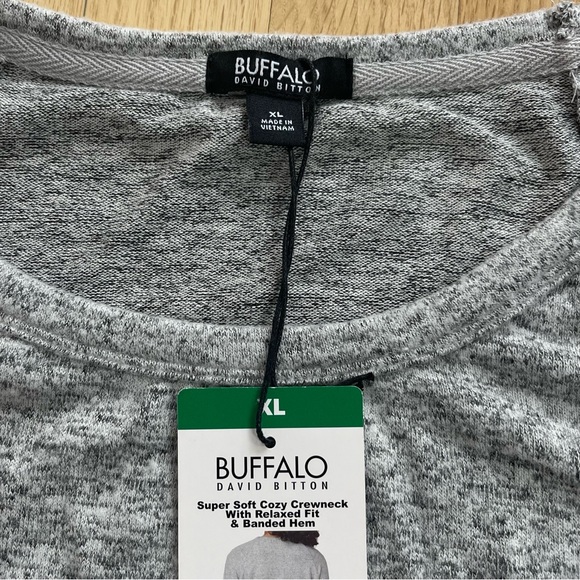 BUFFALO
DAVID BITTON
XL
MADE IN
VIETNAM
XL
BUFFALO
DAVID BITTON
Super Soft Cozy Crewneck
With Relaxed Fit
& Banded Hem